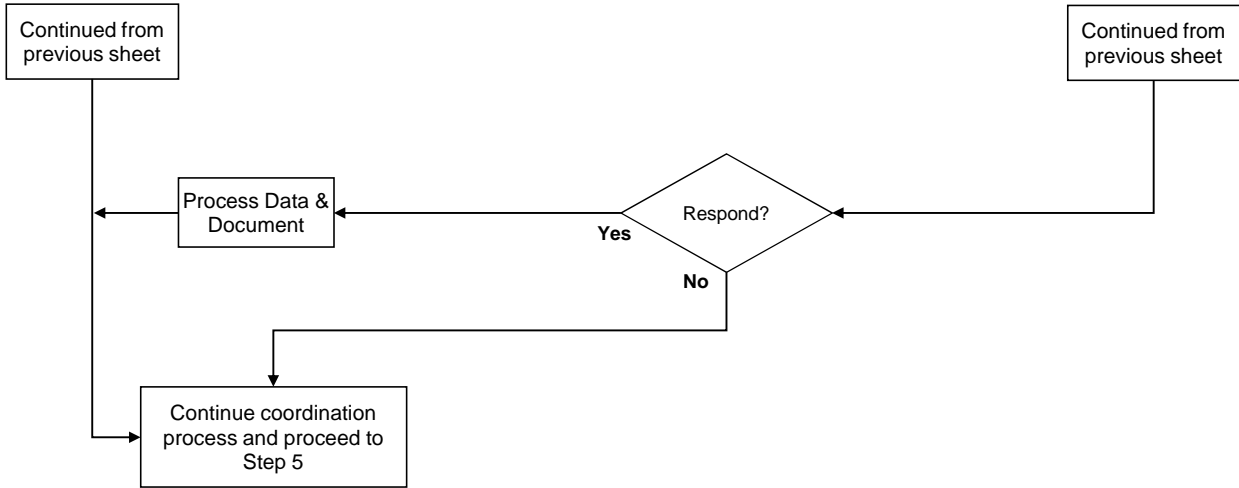 Continued from
previous sheet
Continued from
previous sheet
Process Data &
Document
Respond?
Yes
No
Continue coordination
process and proceed to
Step 5